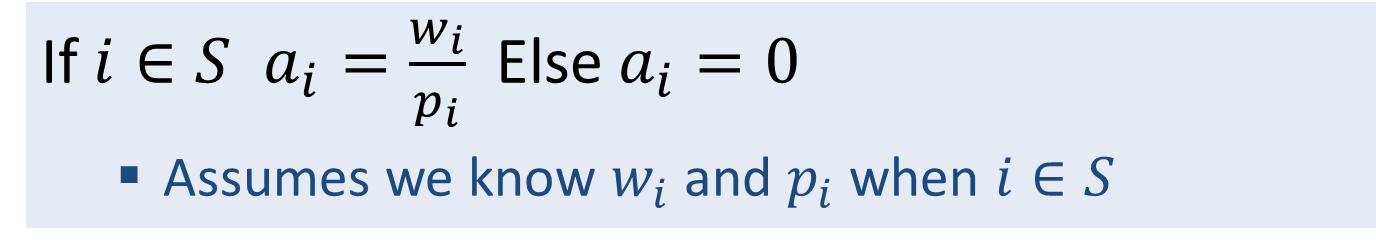 If i ∈ S a_i = w_i/p_i Else a_i = 0
▪ Assumes we know w_i and p_i when i ∈ S